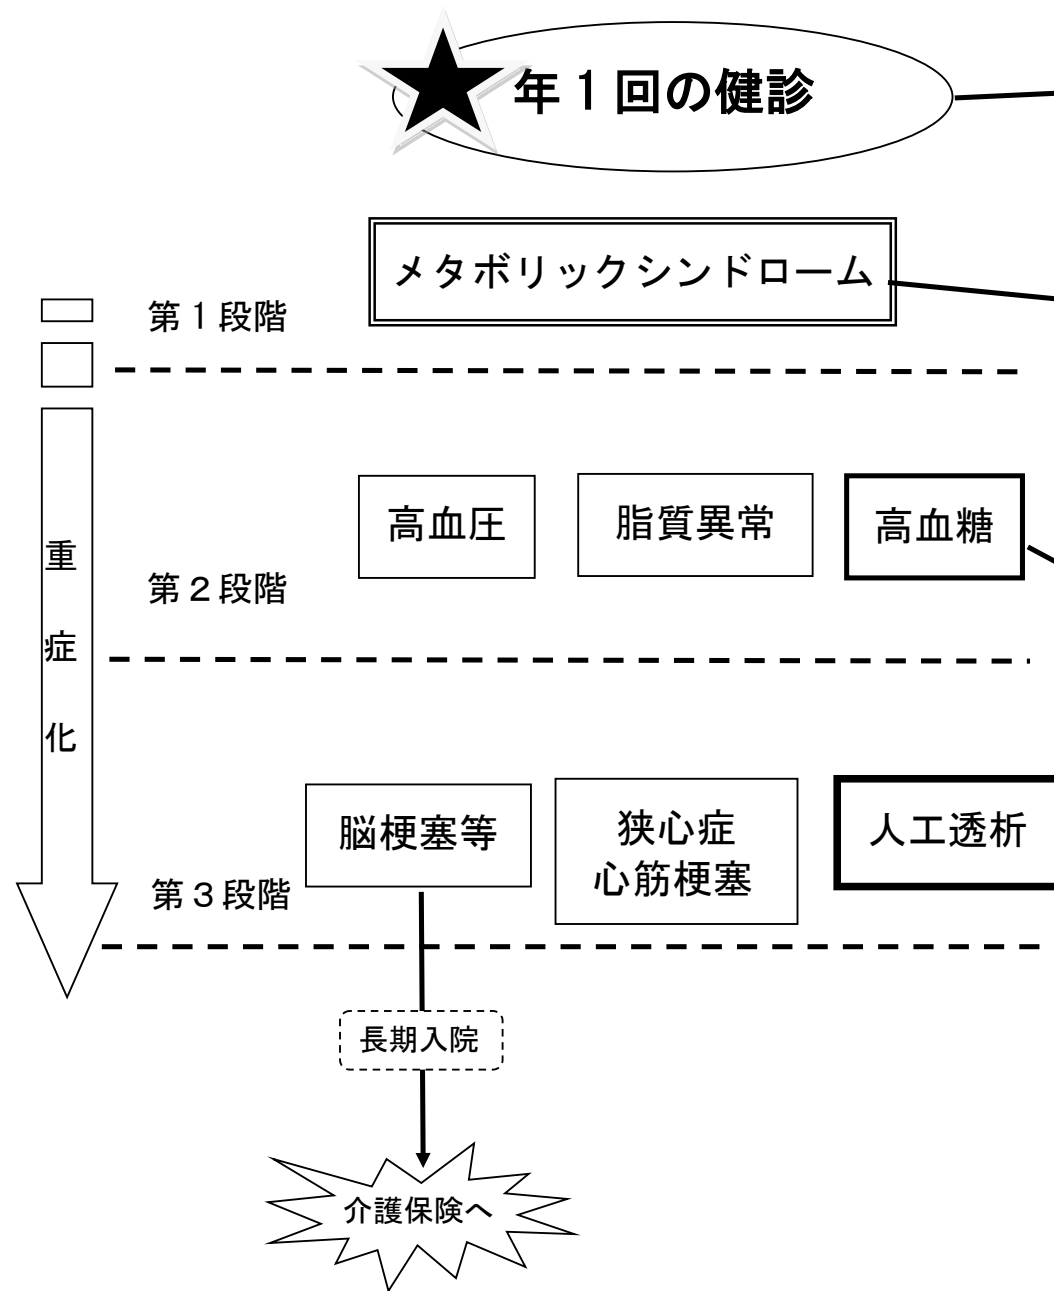 年１回の健診
メタボリックシンドローム
第１段階
高血圧
脂質異常
高血糖
第２段階
重
症
化
脳梗塞等
狭心症
心筋梗塞
人工透析
第３段階
長期入院
介護保険へ